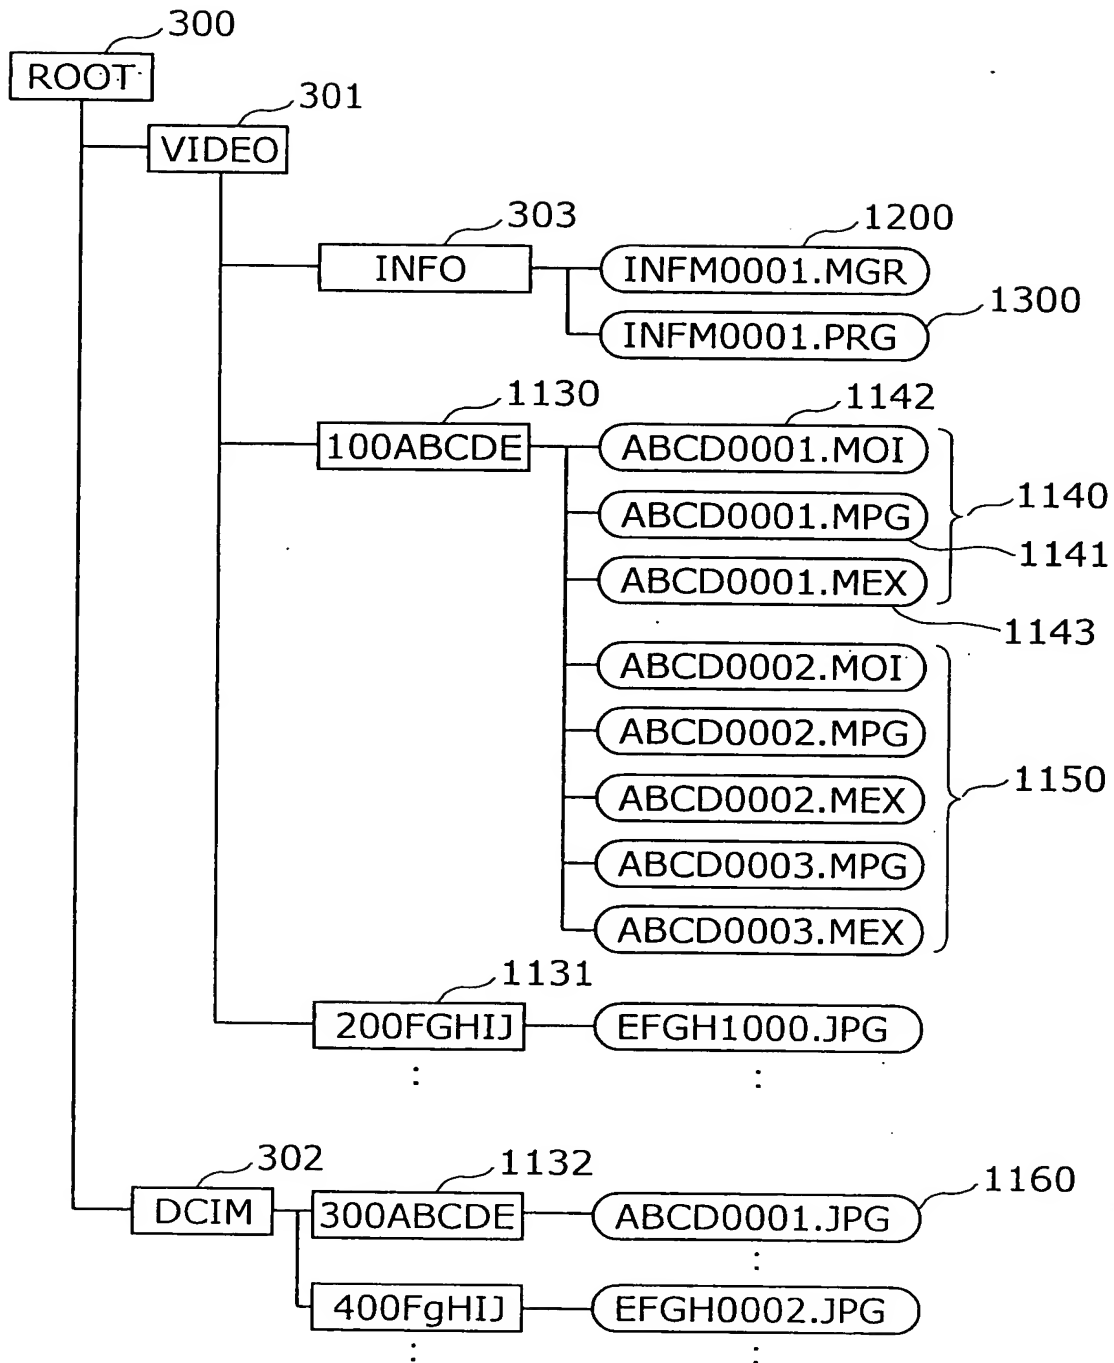 300
ROOT
301
VIDEO
303
INFO
1200
INFM0001.MGR
1300
INFM0001.PRG
1130
100ABCDE
1142
ABCD0001.MOI
1140
ABCD0001.MPG
1141
ABCD0001.MEX
1143
ABCD0002.MOI
ABCD0002.MPG
1150
ABCD0002.MEX
ABCD0003.MPG
ABCD0003.MEX
1131
200FGHIJ
EFGH1000.JPG
:
:
302
DCIM
1132
300ABCDE
1160
ABCD0001.JPG
:
400FgHIJ
EFGH0002.JPG
:
: